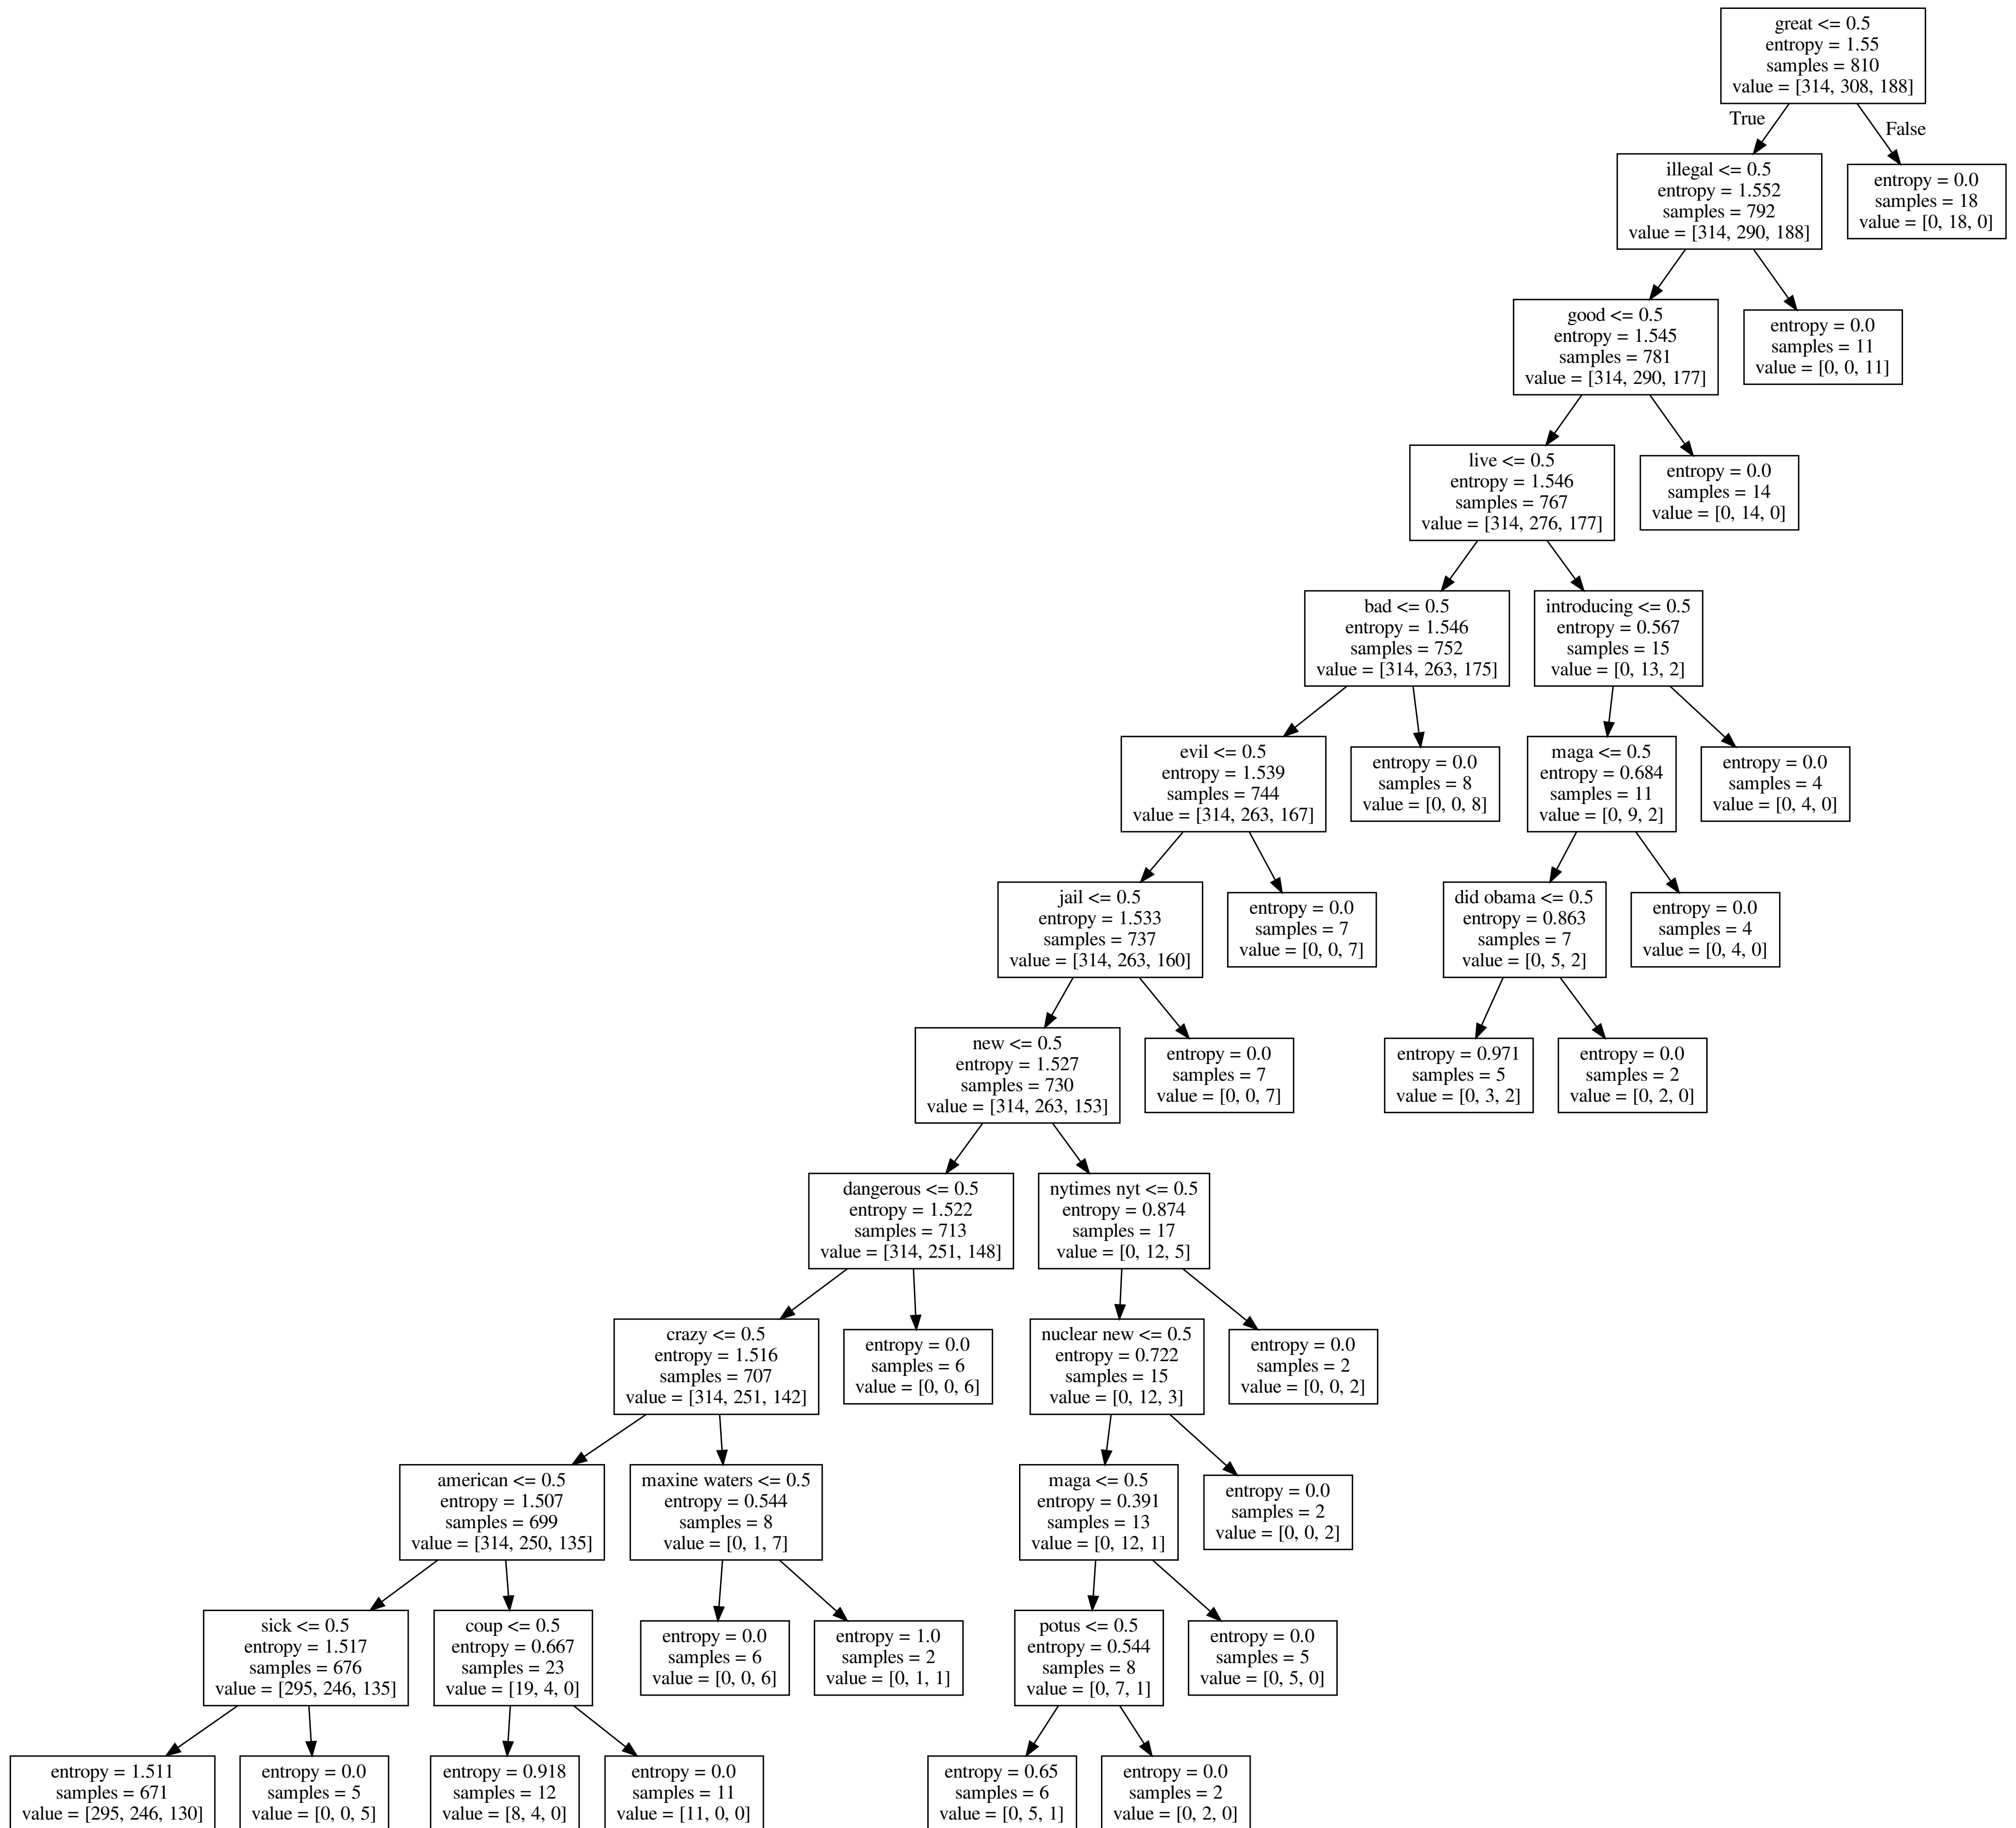 great <= 0.5
entropy = 1.55
samples = 810
value = [314, 308, 188]
True
False
illegal <= 0.5
entropy = 1.552
samples = 792
value = [314, 290, 188]
entropy = 0.0
samples = 18
value = [0, 18, 0]
good <= 0.5
entropy = 1.545
samples = 781
value = [314, 290, 177]
entropy = 0.0
samples = 11
value = [0, 0, 11]
live <= 0.5
entropy = 1.546
samples = 767
value = [314, 276, 177]
entropy = 0.0
samples = 14
value = [0, 14, 0]
bad <= 0.5
entropy = 1.546
samples = 752
value = [314, 263, 175]
introducing <= 0.5
entropy = 0.567
samples = 15
value = [0, 13, 2]
evil <= 0.5
entropy = 1.539
samples = 744
value = [314, 263, 167]
entropy = 0.0
samples = 8
value = [0, 0, 8]
maga <= 0.5
entropy = 0.684
samples = 11
value = [0, 9, 2]
entropy = 0.0
samples = 4
value = [0, 4, 0]
jail <= 0.5
entropy = 1.533
samples = 737
value = [314, 263, 160]
entropy = 0.0
samples = 7
value = [0, 0, 7]
did obama <= 0.5
entropy = 0.863
samples = 7
value = [0, 5, 2]
entropy = 0.0
samples = 4
value = [0, 4, 0]
new <= 0.5
entropy = 1.527
samples = 730
value = [314, 263, 153]
entropy = 0.0
samples = 7
value = [0, 0, 7]
entropy = 0.971
samples = 5
value = [0, 3, 2]
entropy = 0.0
samples = 2
value = [0, 2, 0]
dangerous <= 0.5
entropy = 1.522
samples = 713
value = [314, 251, 148]
nytimes nyt <= 0.5
entropy = 0.874
samples = 17
value = [0, 12, 5]
crazy <= 0.5
entropy = 1.516
samples = 707
value = [314, 251, 142]
entropy = 0.0
samples = 6
value = [0, 0, 6]
nuclear new <= 0.5
entropy = 0.722
samples = 15
value = [0, 12, 3]
entropy = 0.0
samples = 2
value = [0, 0, 2]
american <= 0.5
entropy = 1.507
samples = 699
value = [314, 250, 135]
maxine waters <= 0.5
entropy = 0.544
samples = 8
value = [0, 1, 7]
maga <= 0.5
entropy = 0.391
samples = 13
value = [0, 12, 1]
entropy = 0.0
samples = 2
value = [0, 0, 2]
sick <= 0.5
entropy = 1.517
samples = 676
value = [295, 246, 135]
coup <= 0.5
entropy = 0.667
samples = 23
value = [19, 4, 0]
entropy = 0.0
samples = 6
value = [0, 0, 6]
entropy = 1.0
samples = 2
value = [0, 1, 1]
potus <= 0.5
entropy = 0.544
samples = 8
value = [0, 7, 1]
entropy = 0.0
samples = 5
value = [0, 5, 0]
entropy = 1.511
samples = 671
value = [295, 246, 130]
entropy = 0.0
samples = 5
value = [0, 0, 5]
entropy = 0.918
samples = 12
value = [8, 4, 0]
entropy = 0.0
samples = 11
value = [11, 0, 0]
entropy = 0.65
samples = 6
value = [0, 5, 1]
entropy = 0.0
samples = 2
value = [0, 2, 0]